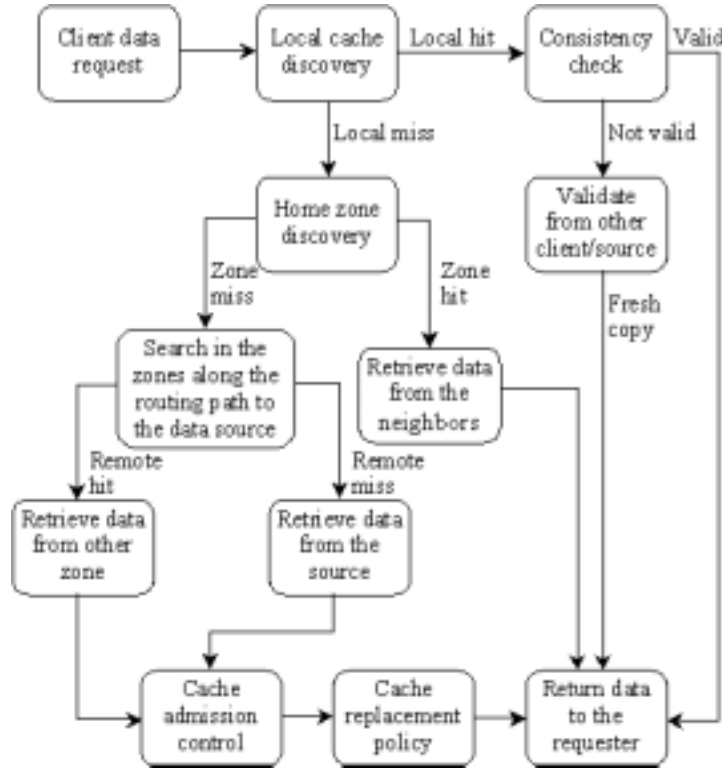 Client data
request
Local cache
discovery
Local hit
Consistency
check
Valid
Local miss
Not valid
Home zone
discovery
Validate
from other
client/source
Zone
miss
Zone
hit
Fresh
copy
Search in the
zones along the
routing path to
the data source
Retrieve data
from the
neighbors
Remote
hit
Remote
miss
Retrieve data
from other
zone
Retrieve data
from the
source
Cache
admission
control
Cache
replacement
policy
Return data
to the
requester